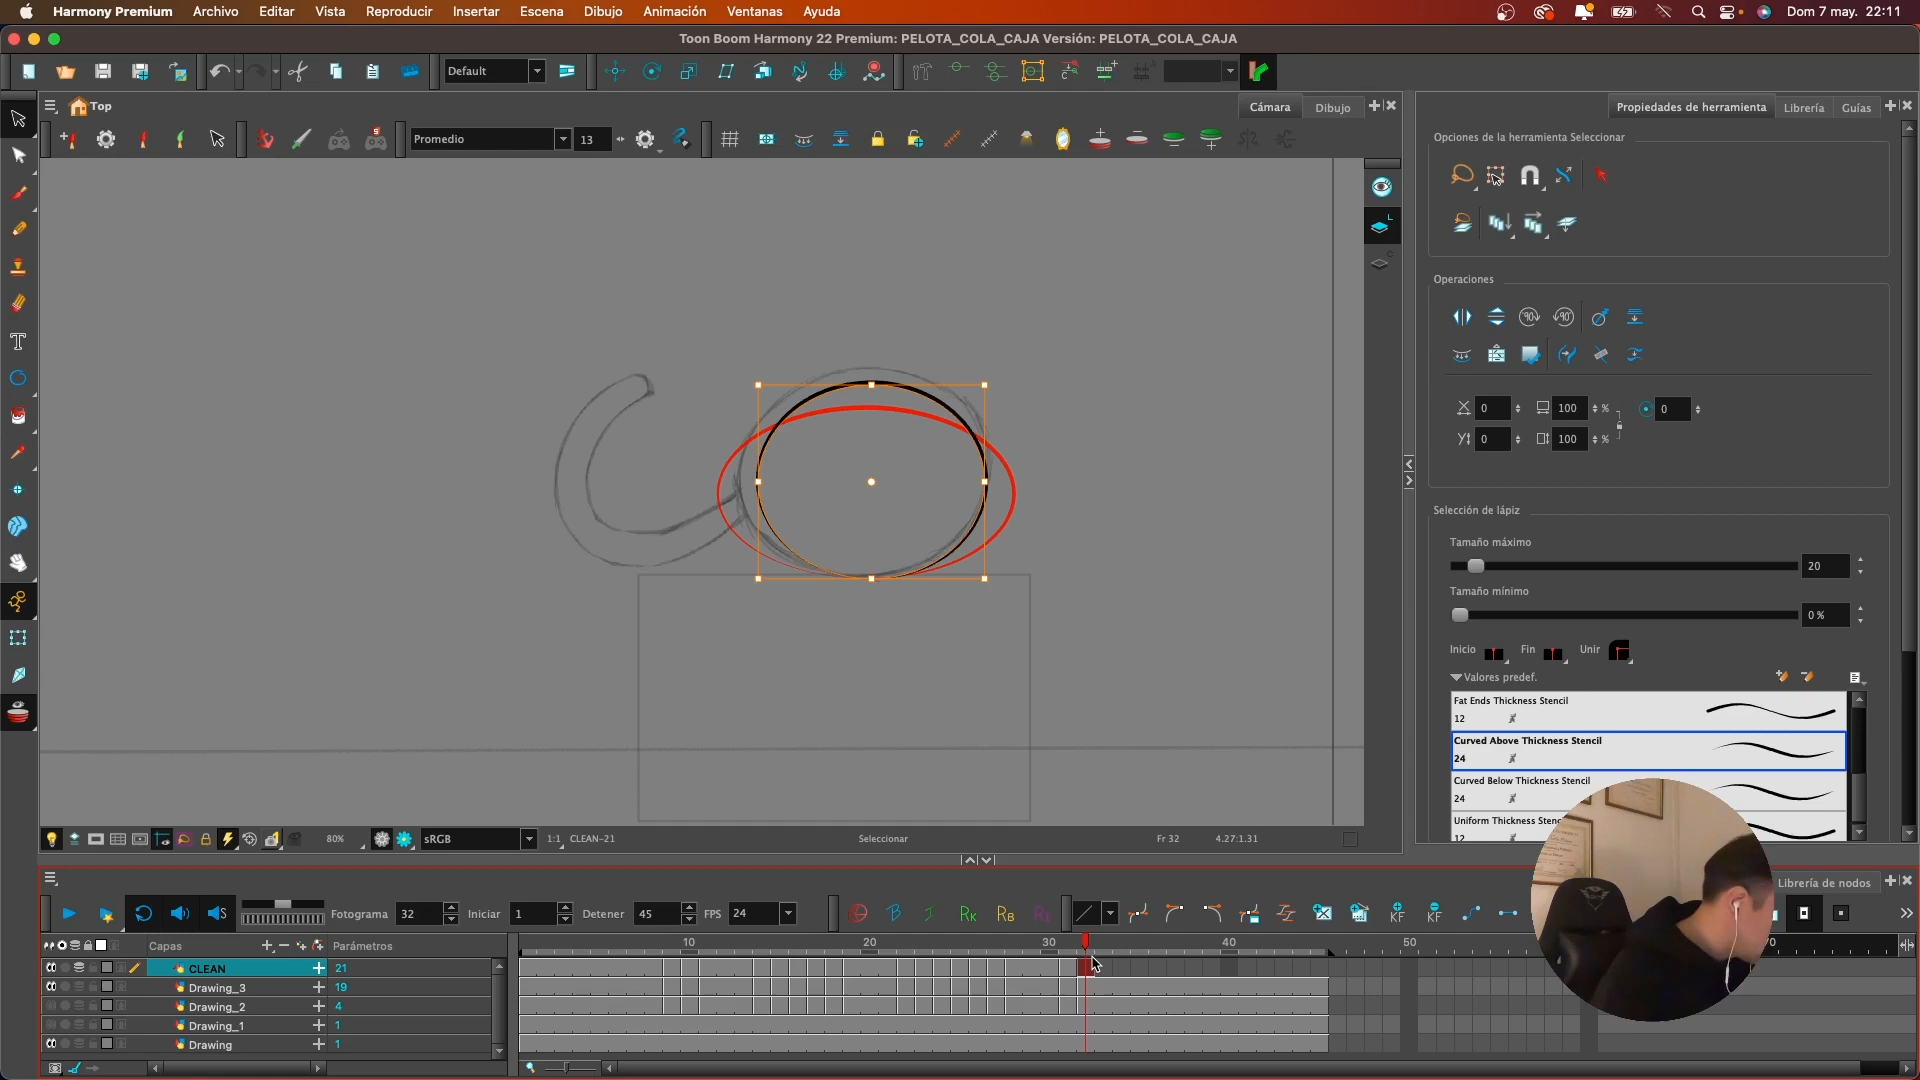 Harmony Premium Archivo Editar Vista Reproducir Insertar Escena Dibujo Animación Ventanas Ayuda Dom 7 may. 22:11
Toon Boom Harmony 22 Premium: PELOTA_COLA_CAJA Versión: PELOTA_COLA_CAJA
Default
Top Cámara Dibujo Propiedades de herramienta Librería Guías
Promedio 13
Opciones de la herramienta Seleccionar
Operaciones
X 0 100 % 0
Y 0 100 %
Selección de lápiz
Tamaño máximo
20
Tamaño mínimo
0 %
Inicio Fin Unir
Valores predef.
Fat Ends Thickness Stencil
12
Curved Above Thickness Stencil
24
Curved Below Thickness Stencil
24
Uniform Thickness Stenc
12
80% sRGB 1:1 CLEAN-21 Seleccionar Fr 32 4.27:1.31
Librería de nodos
Fotograma 32 Iniciar 1 Detener 45 FPS 24 RK RB KF KF
Capas Parámetros 10 20 30 40 50 70
CLEAN 21
Drawing_3 19
Drawing_2 4
Drawing_1 1
Drawing 1